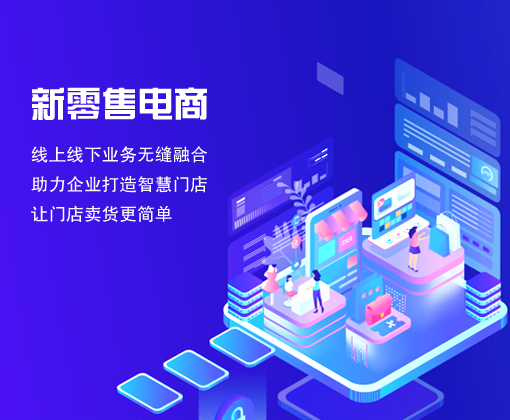 新零售电商
线上线下业务无缝融合
助力企业打造智慧门店
让门店卖货更简单